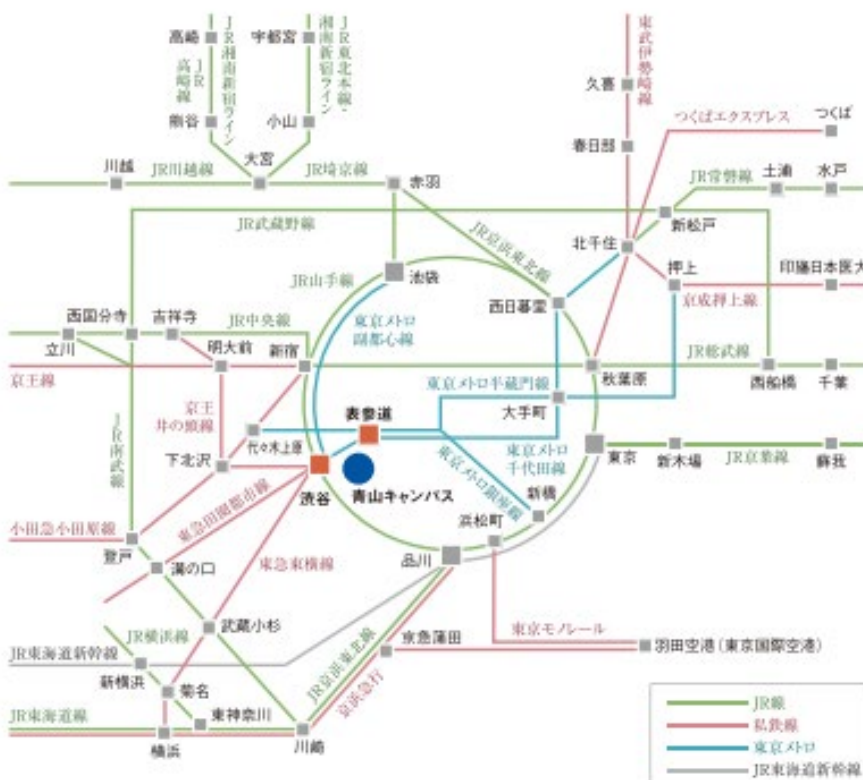 高崎
JR湘南新宿ライン
JR
高崎線
宇都宮
JR東北本線・
湘南新宿ライン
熊谷
小山
大宮
川越
JR川越線
JR埼京線
赤羽
東武伊勢崎線
久喜
春日部
つくばエクスプレス
つくば
JR常磐線
土浦
水戸
JR武蔵野線
新松戸
JR京浜東北線
北千住
押上
印旛日本医大
京成押上線
JR山手線
池袋
西日暮里
東京メトロ
副都心線
西国分寺
吉祥寺
JR中央線
立川
明大前
新宿
秋葉原
JR総武線
西船橋
千葉
京王線
京王
井の頭線
東京メトロ半蔵門線
大手町
表参道
代々木上原
下北沢
JR南武線
東京メトロ
千代田線
東京メトロ銀座線
東京
新木場
JR京葉線
蘇我
渋谷
青山キャンパス
新橋
浜松町
小田急小田原線
登戸
東急田園都市線
溝の口
東急東横線
品川
武蔵小杉
JR横浜線
JR東海道新幹線
新横浜
菊名
東神奈川
JR東海道線
横浜
川崎
JR京浜東北線
京浜急行
京急蒲田
東京モノレール
羽田空港（東京国際空港）
JR線
私鉄線
東京メトロ
JR東海道新幹線